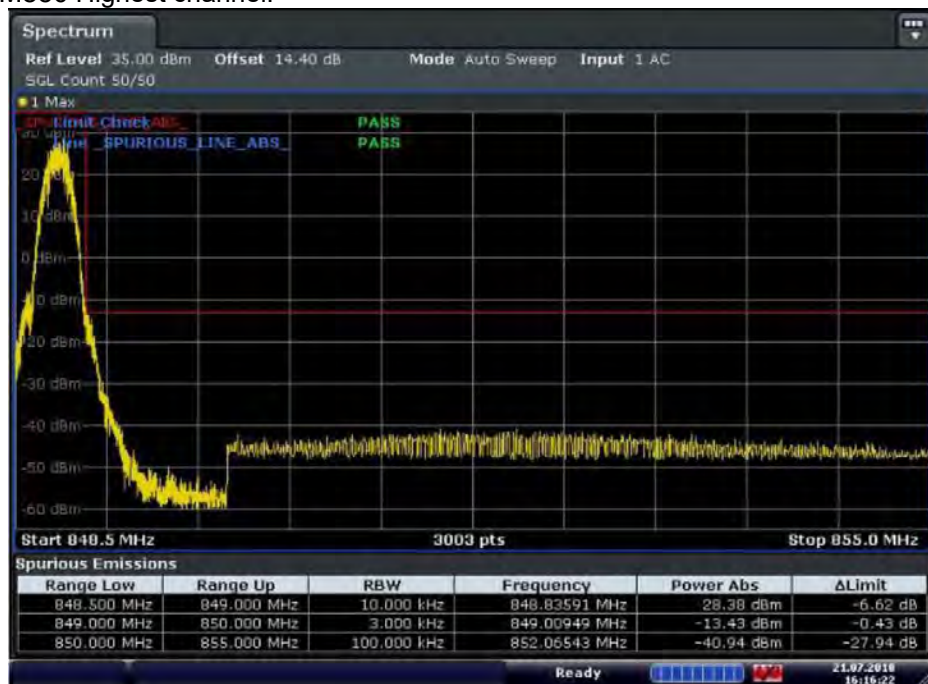 Highest channel.
Spectrum
Ref Level 35.00 dBm Offset 14.40 dB Mode Auto Sweep Input 1 AC
SGL Count 50/50
1 Max
Limit Check PASS
Line _SPURIOUS_LINE_ABS_ PASS
20
10 dBm
0 dBm
-10 dBm
-20 dBm
-30 dBm
-40 dBm
-50 dBm
-60 dBm
Start 848.5 MHz 3003 pts Stop 855.0 MHz
Spurious Emissions
Range Low Range Up RBW Frequency Power Abs ΔLimit
848.500 MHz 849.000 MHz 10.000 kHz 848.83591 MHz 28.38 dBm -6.62 dB
849.000 MHz 850.000 MHz 3.000 kHz 849.00949 MHz -13.43 dBm -0.43 dB
850.000 MHz 855.000 MHz 100.000 kHz 852.06543 MHz -40.94 dBm -27.94 dB
Ready 21.07.2018
16:16:22